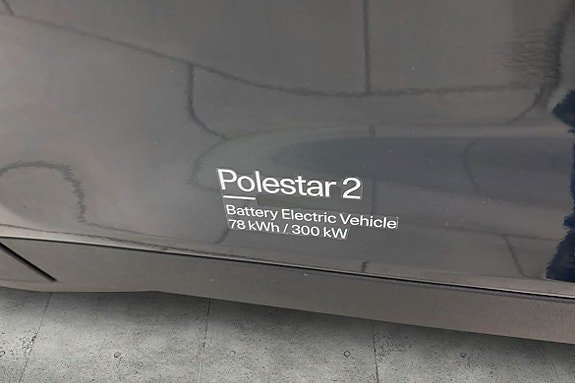 Polestar 2
Battery Electric Vehicle
78 kWh / 300 kW